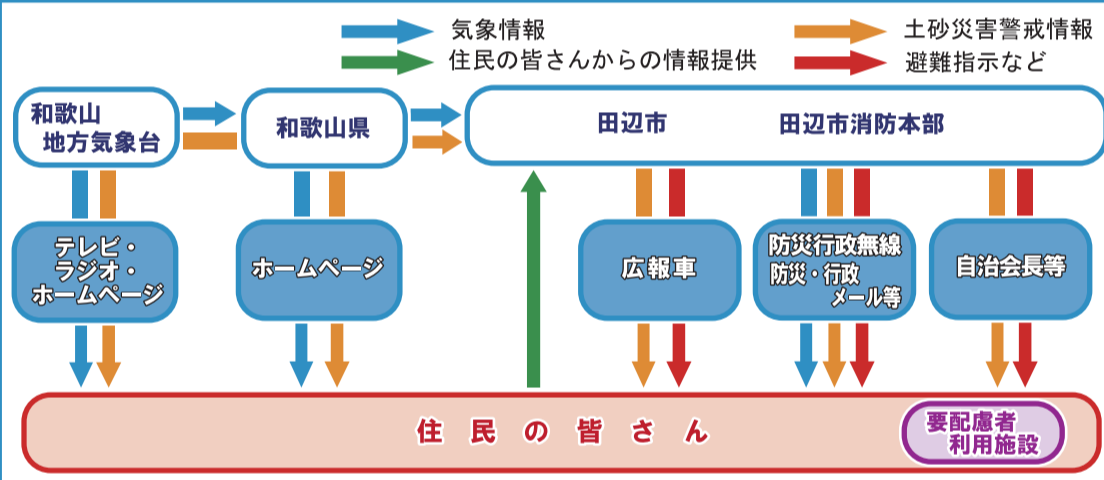 気象情報
土砂災害警戒情報
住民の皆さんからの情報提供
避難指示など
和歌山
地方気象台
和歌山県
田辺市
田辺市消防本部
テレビ・
ラジオ・
ホームページ
ホームページ
広報車
防災行政無線
防災・行政
メール等
自治会長等
住民の皆さん
要配慮者
利用施設